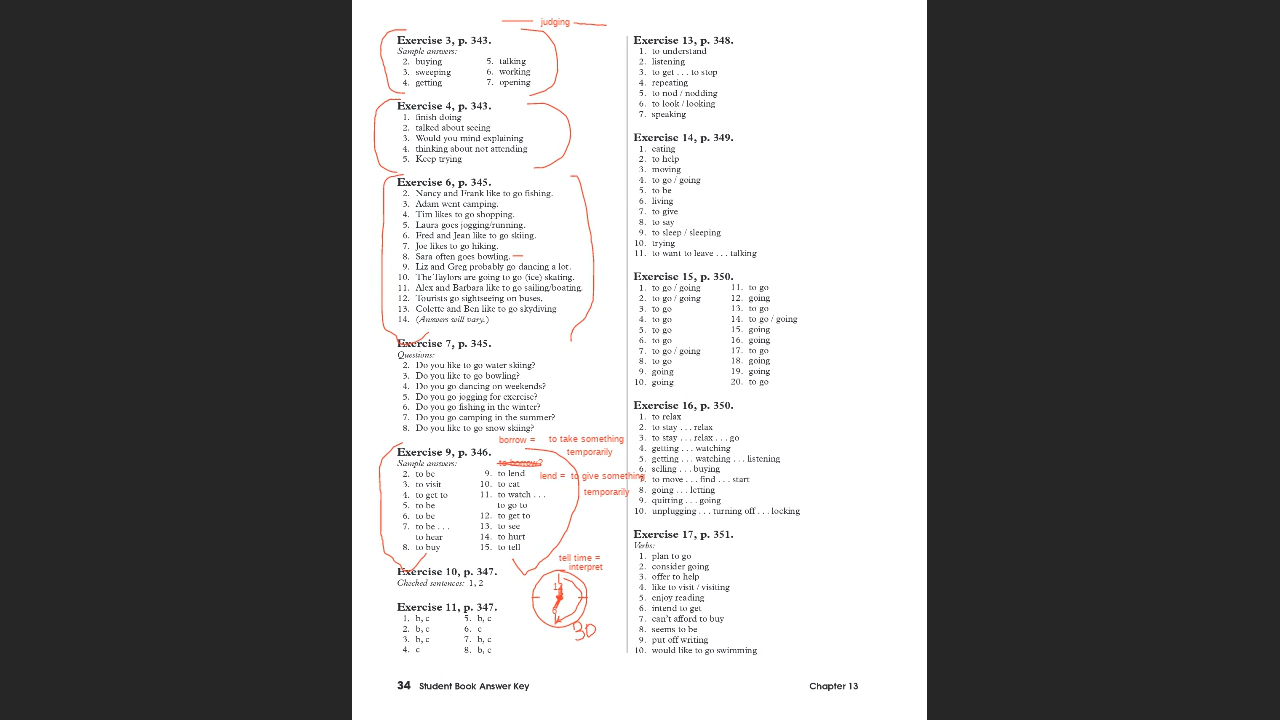 judging
Exercise 3, p. 343.
Sample answers:
2. buying 5. talking
3. sweeping 6. working
4. getting 7. opening
Exercise 4, p. 343.
1. finish doing
2. talked about seeing
3. Would you mind explaining
4. thinking about not attending
5. Keep trying
Exercise 6, p. 345.
2. Nancy and Frank like to go fishing.
3. Adam went camping.
4. Tim likes to go shopping.
5. Laura goes jogging/running.
6. Fred and Jean like to go skiing.
7. Joe likes to go hiking.
8. Sara often goes bowling.
9. Liz and Greg probably go dancing a lot.
10. The Taylors are going to go (ice) skating.
11. Alex and Barbara like to go sailing/boating.
12. Tourists go sightseeing on buses.
13. Colette and Ben like to go skydiving
14. (Answers will vary.)
Exercise 7, p. 345.
Questions:
2. Do you like to go water skiing?
3. Do you like to go bowling?
4. Do you go dancing on weekends?
5. Do you go jogging for exercise?
6. Do you go fishing in the winter?
7. Do you go camping in the summer?
8. Do you like to go snow skiing?
borrow = to take something
temporarily
Exercise 9, p. 346.
Sample answers: to borrow?
2. to be 9. to lend
lend = to give something
3. to visit 10. to eat
4. to get to 11. to watch . . .
temporarily
5. to be to go to
6. to be 12. to get to
7. to be . . . 13. to see
to hear 14. to hurt
8. to buy 15. to tell
tell time =
interpret
Exercise 10, p. 347.
Checked sentences: 1, 2
12
6
30
Exercise 11, p. 347.
1. b, c 5. b, c
2. b, c 6. c
3. b, c 7. b, c
4. c 8. b, c
Exercise 13, p. 348.
1. to understand
2. listening
3. to get . . . to stop
4. repeating
5. to nod / nodding
6. to look / looking
7. speaking
Exercise 14, p. 349.
1. eating
2. to help
3. moving
4. to go / going
5. to be
6. living
7. to give
8. to say
9. to sleep / sleeping
10. trying
11. to want to leave . . . talking
Exercise 15, p. 350.
1. to go / going 11. to go
2. to go / going 12. going
3. to go 13. to go
4. to go 14. to go / going
5. to go 15. going
6. to go 16. going
7. to go / going 17. to go
8. to go 18. going
9. going 19. going
10. going 20. to go
Exercise 16, p. 350.
1. to relax
2. to stay . . . relax
3. to stay . . . relax . . . go
4. getting . . . watching
5. getting . . . watching . . . listening
6. selling . . . buying
7. to move . . . find . . . start
8. going . . . letting
9. quitting . . . going
10. unplugging . . . turning off . . . locking
Exercise 17, p. 351.
Verbs:
1. plan to go
2. consider going
3. offer to help
4. like to visit / visiting
5. enjoy reading
6. intend to get
7. can't afford to buy
8. seems to be
9. put off writing
10. would like to go swimming
34 Student Book Answer Key Chapter 13